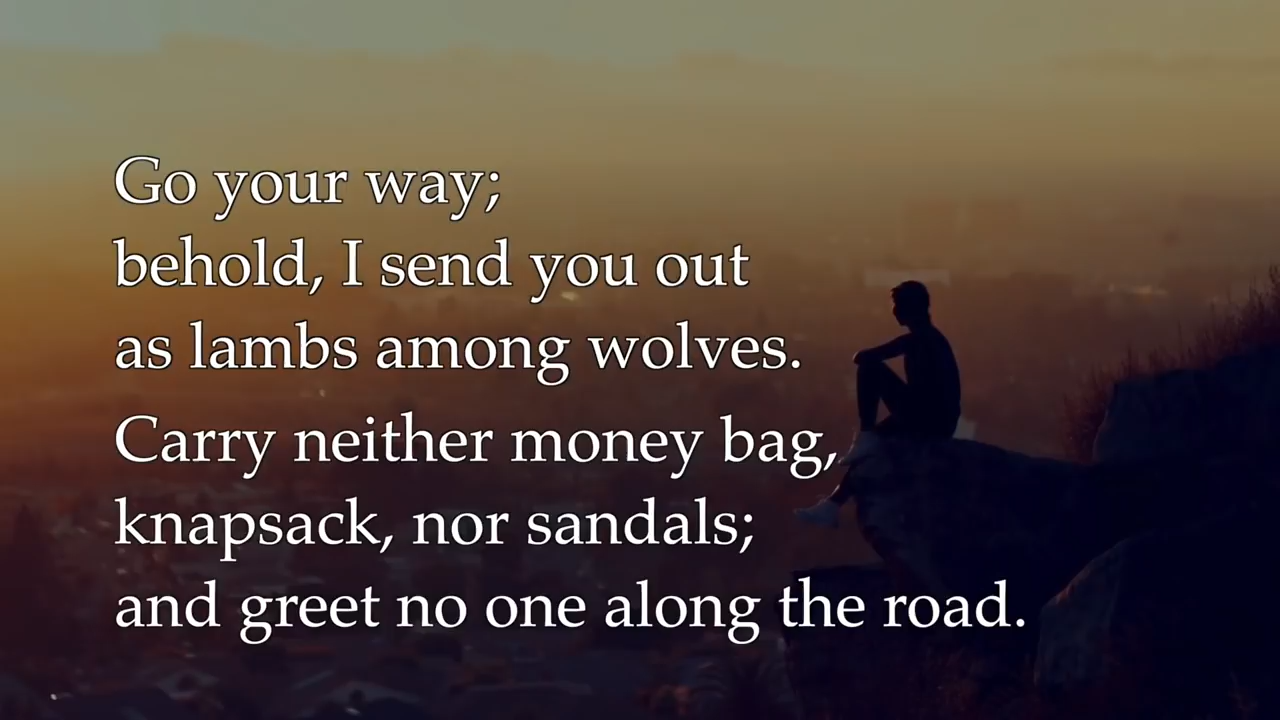 Go your way;
behold, I send you out
as lambs among wolves.
Carry neither money bag,
knapsack, nor sandals;
and greet no one along the road.